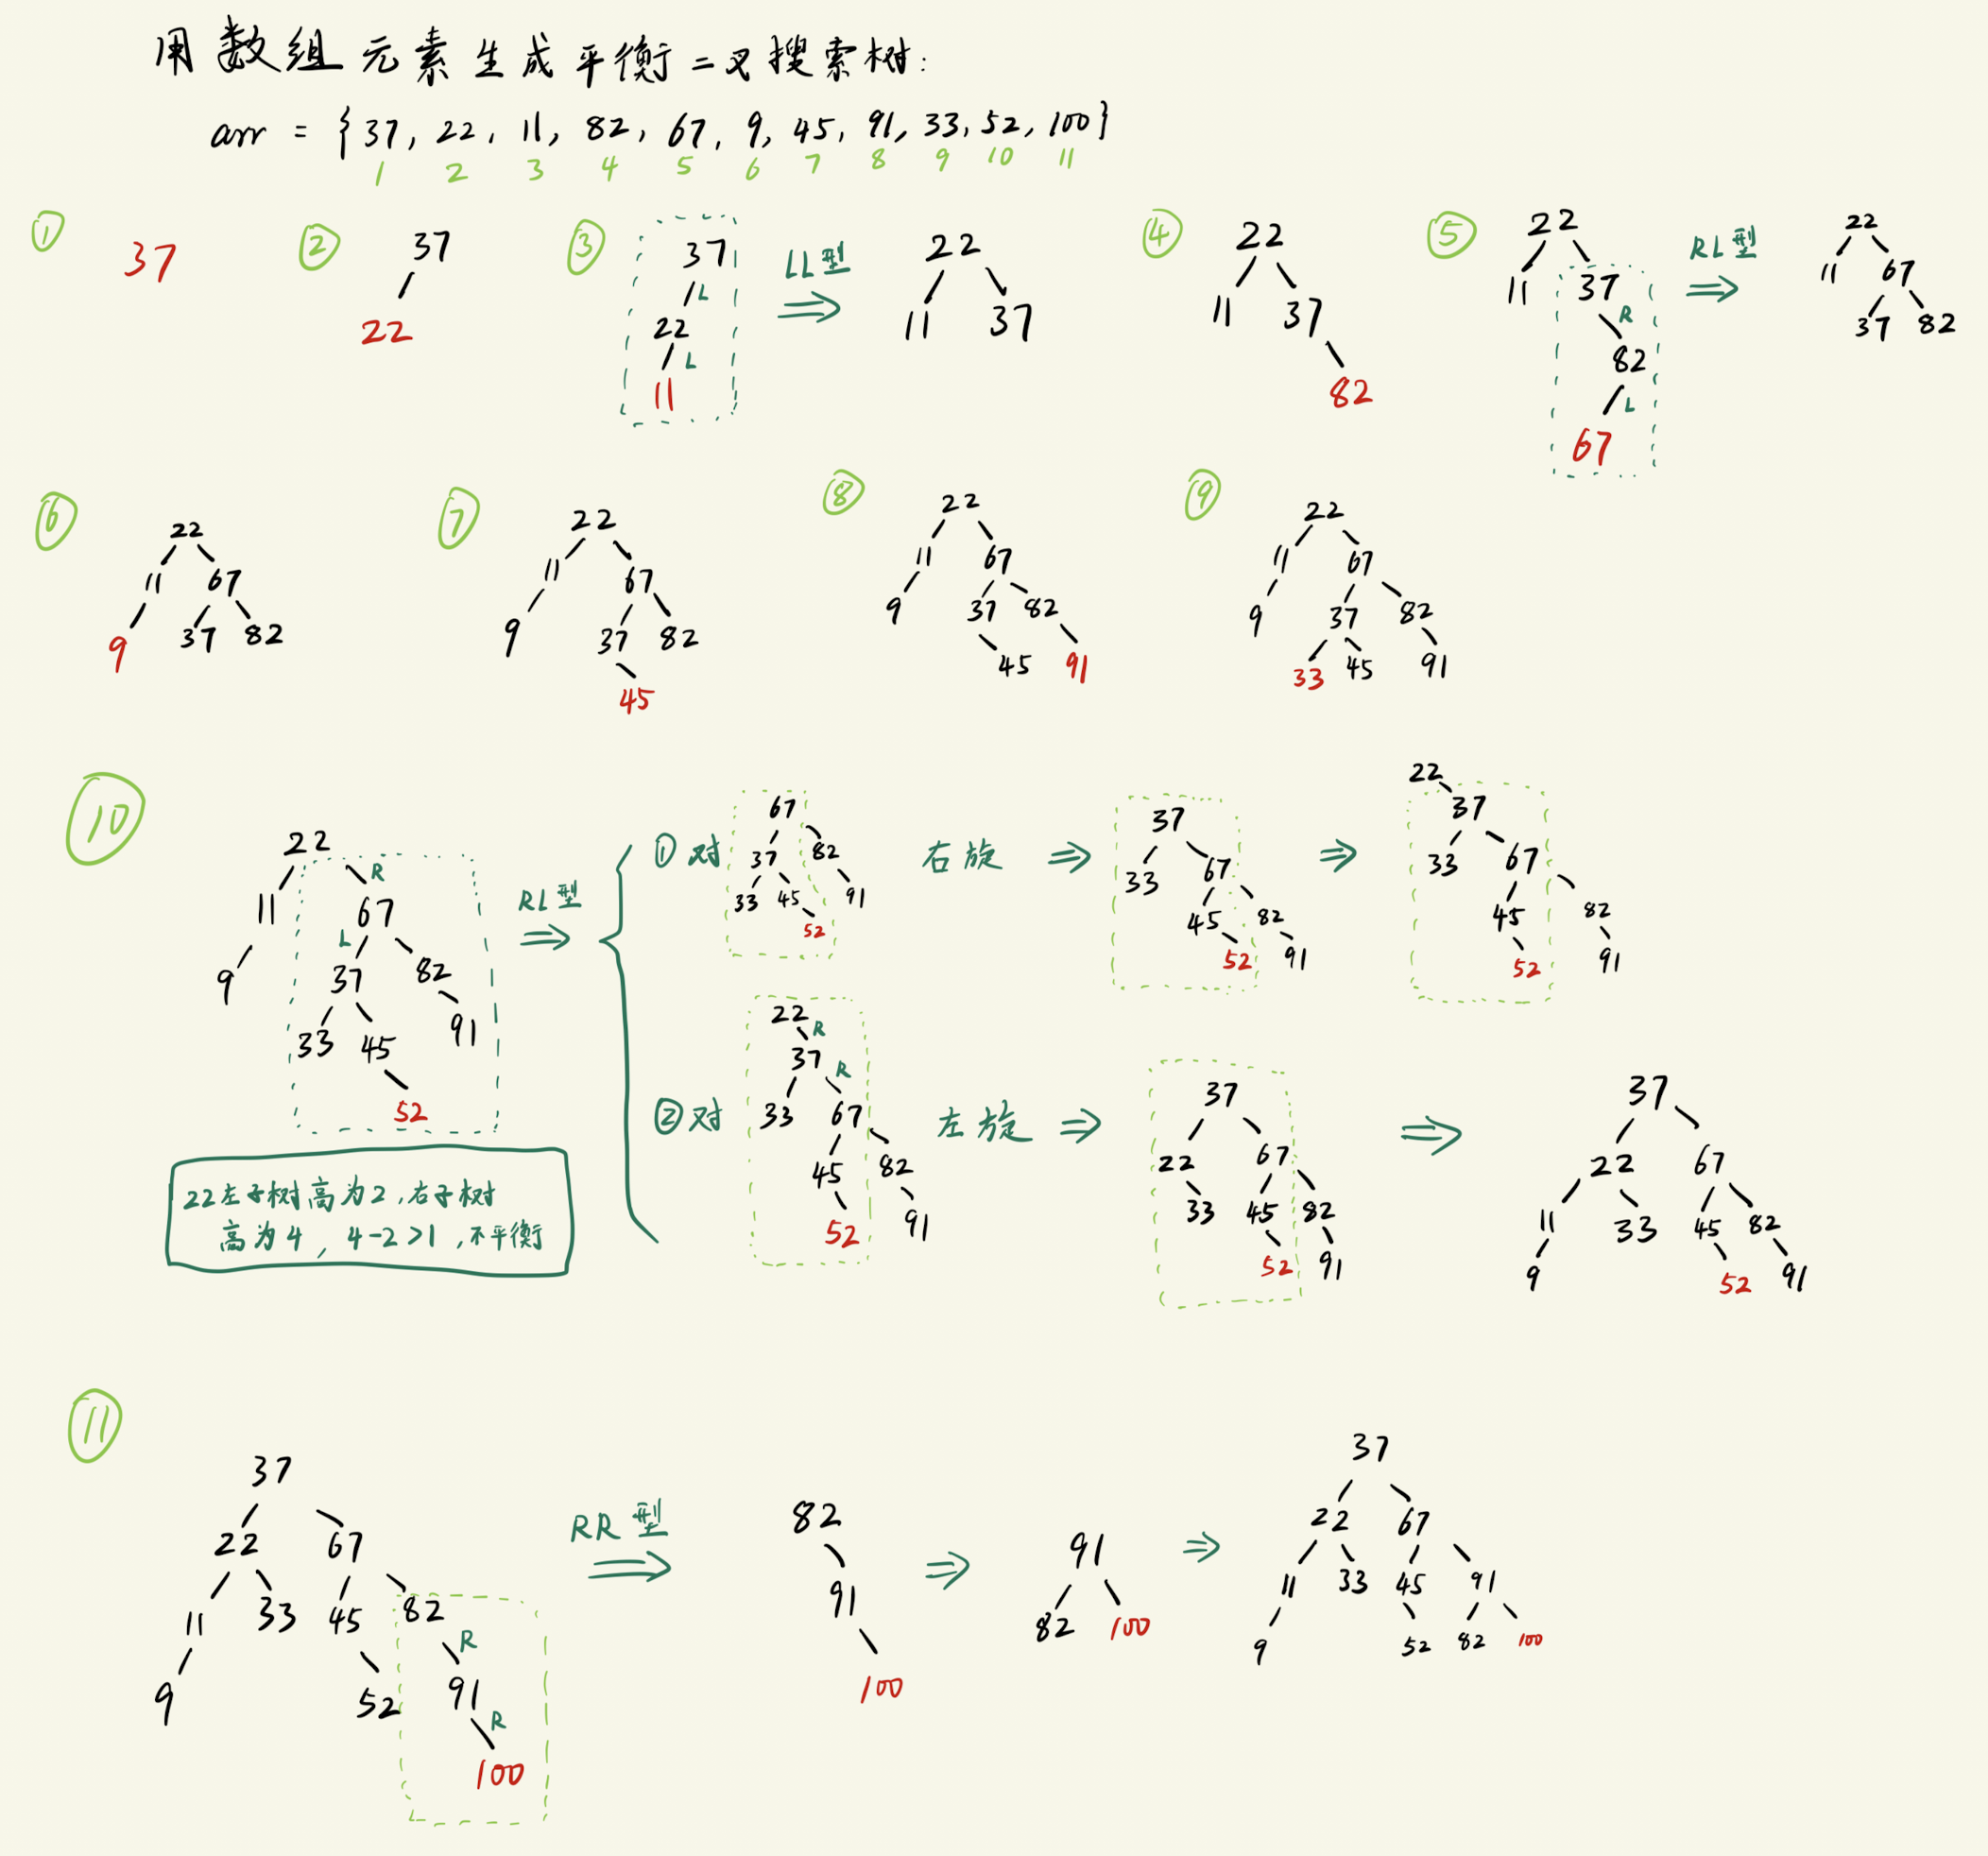 用数组元素生成平衡二叉搜索树:
arr = {37, 22, 11, 82, 67, 9, 45, 91, 33, 52, 100}
1 2 3 4 5 6 7 8 9 10 11
① ② ③ ④ ⑤
37
37
22
37
L
22
L
11
LL型
⇒
22
11 37
22
11 37
82
22
11 37
R
82
L
67
RL型
⇒
22
11 67
37 82
⑥ ⑦ ⑧ ⑨
22
11 67
9 37 82
22
11 67
9 37 82
45
22
11 67
9 37 82
45 91
22
11 67
9 37 82
33 45 91
⑩
22
R
11 67
L
9 37 82
33 45 91
52
22左子树高为2,右子树
高为4, 4-2>1,不平衡
RL型
⇒
① 对
67
37 82
33 45 91
52
右旋 ⇒
37
33 67
45 82
52 91
⇒
22
37
33 67
45 82
52 91
② 对
22
R
37
R
33 67
45 82
52 91
左旋 ⇒
37
22 67
33 45 82
52 91
⇒
37
22 67
11 33 45 82
9 52 91
⑪
37
22 67
11 33 45 82
R
9 52 91
R
100
RR型
⇒
82
91
100
⇒
91
82 100
⇒
37
22 67
11 33 45 91
9 52 82 100